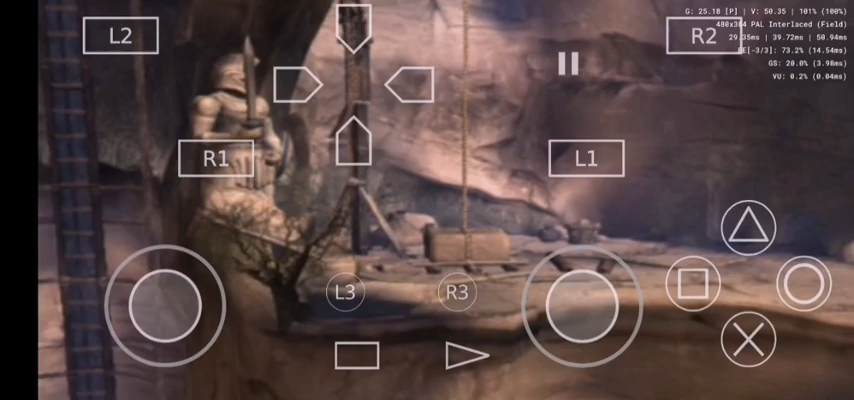 G: 25.18 [P] | V: 50.35 | 101% (100%)
480x384 PAL Interlaced (Field)
29.35ms | 39.72ms | 50.94ms
EE[-3/3]: 73.2% (14.54ms)
GS: 20.0% (3.98ms)
VU: 0.2% (0.04ms)
L2
R2
R1
L1
L3
R3